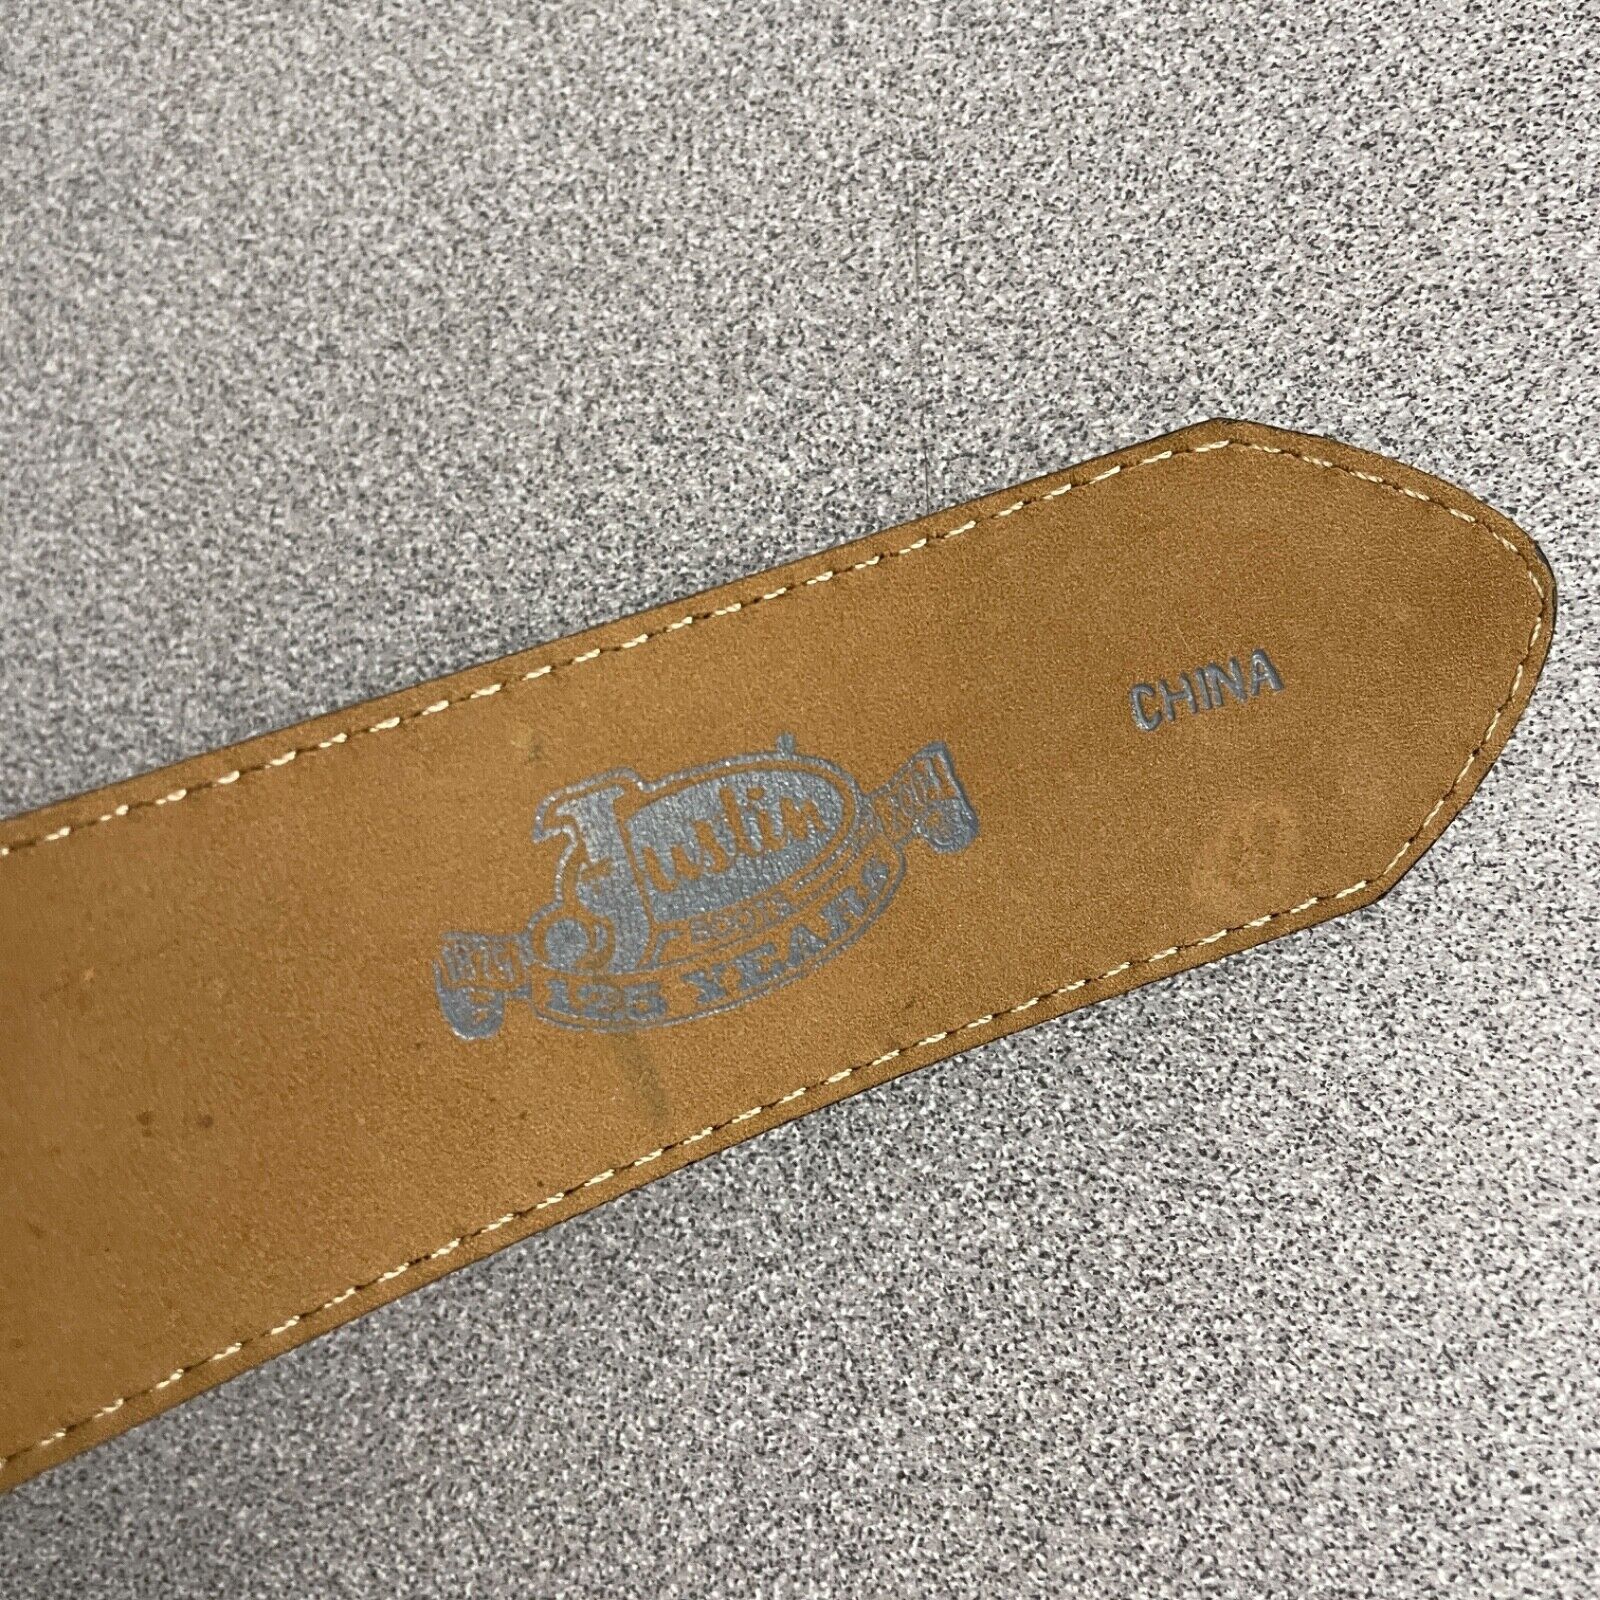 Justin
BOOTS
1879
125 YEARS
2004
CHINA